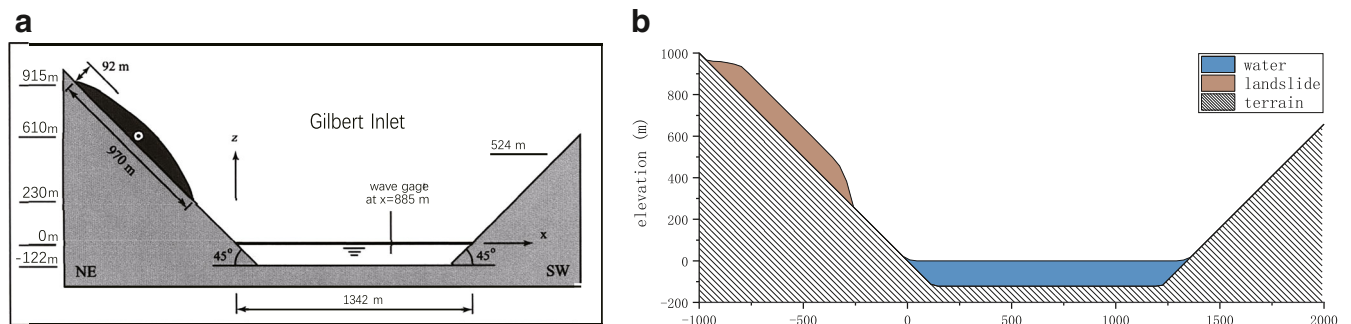 a
92 m
915m
Gilbert Inlet
610m
z
524 m
970 m
wave gage
at x=885 m
230m
0m
x
45°
45°
-122m
NE
SW
1342 m
b
1000
water
landslide
terrain
800
600
400
200
0
-200
elevation (m)
-1000
-500
0
500
1000
1500
2000